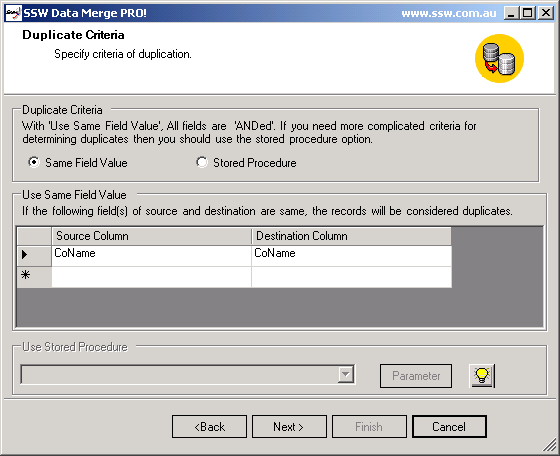 SSW Data Merge PRO! www.ssw.com.au
Duplicate Criteria
Specify criteria of duplication.
Duplicate Criteria
With 'Use Same Field Value', All fields are 'ANDed'. If you need more complicated criteria for
determining duplicates then you should use the stored procedure option.
Same Field Value Stored Procedure
Use Same Field Value
If the following field(s) of source and destination are same, the records will be considered duplicates.
Source Column Destination Column
CoName CoName
Use Stored Procedure
Parameter
<Back Next > Finish Cancel